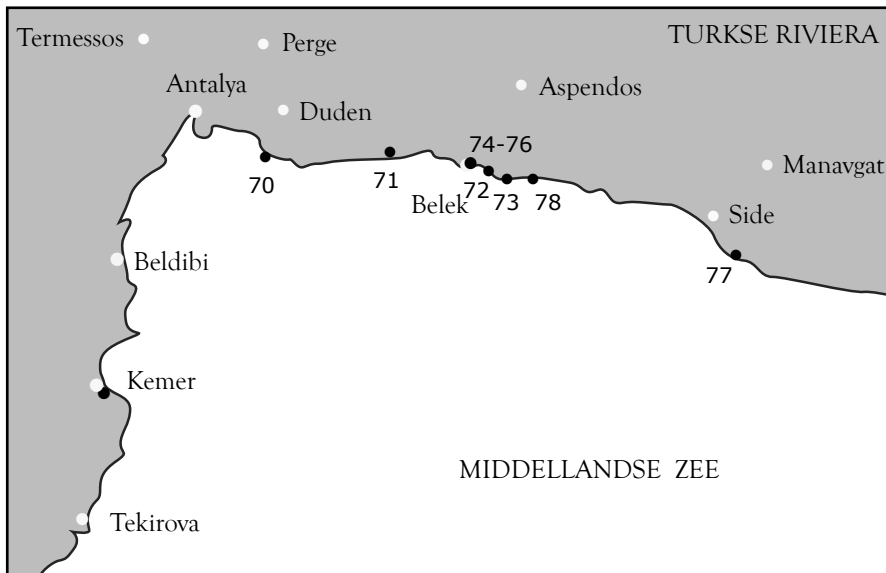 Termessos
Perge
TURKSE RIVIERA
Antalya
Duden
Aspendos
74-76
70
71
72
73
78
Belek
Manavgat
Side
77
Beldibi
Kemer
MIDDELLANDSE ZEE
Tekirova